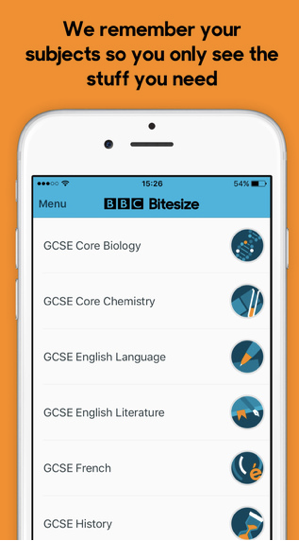 We remember your
subjects so you only see the
stuff you need
15:26
54%
Menu
BBC Bitesize
GCSE Core Biology
GCSE Core Chemistry
GCSE English Language
GCSE English Literature
GCSE French
é
GCSE History